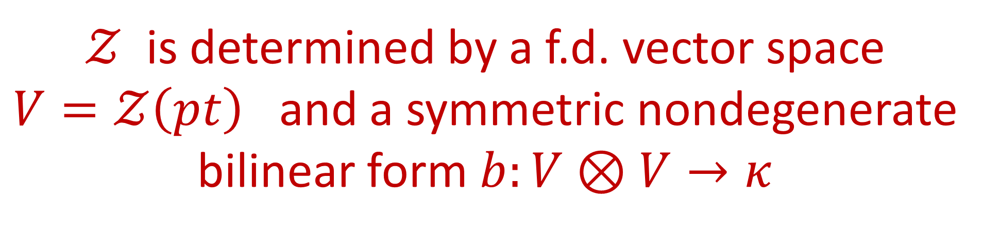 𝒵 is determined by a f.d. vector space
V = 𝒵(pt) and a symmetric nondegenerate
bilinear form b: V ⊗ V → κ